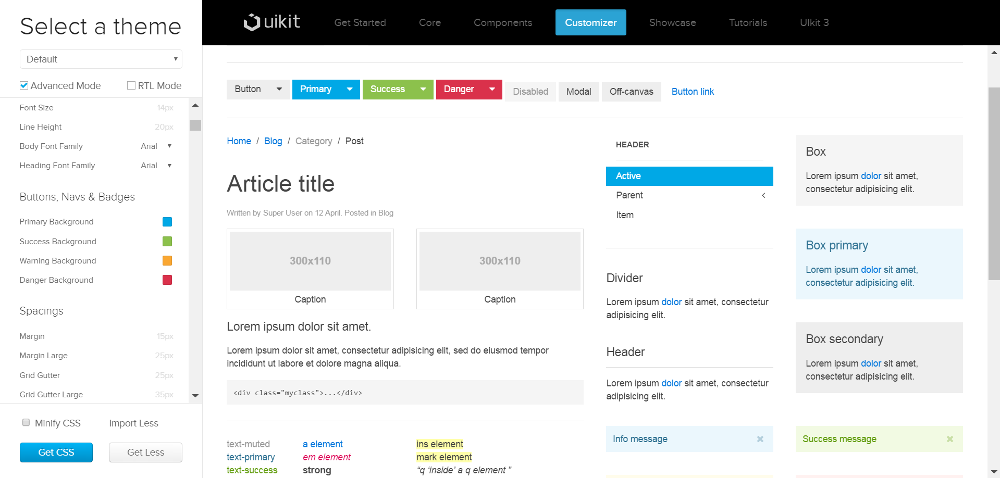 Select a theme
Default
Advanced Mode
RTL Mode
Font Size 14px
Line Height 20px
Body Font Family Arial
Heading Font Family Arial
Buttons, Navs & Badges
Primary Background
Success Background
Warning Background
Danger Background
Spacings
Margin 15px
Margin Large 25px
Grid Gutter 25px
Grid Gutter Large 35px
Minify CSS
Import Less
Get CSS
Get Less
uikit
Get Started
Core
Components
Customizer
Showcase
Tutorials
UIkit 3
Button
Primary
Success
Danger
Disabled
Modal
Off-canvas
Button link
Home / Blog / Category / Post
Article title
Written by Super User on 12 April. Posted in Blog
300x110
Caption
300x110
Caption
Lorem ipsum dolor sit amet.
Lorem ipsum dolor sit amet, consectetur adipisicing elit, sed do eiusmod tempor
incididunt ut labore et dolore magna aliqua.
<div class="myclass">...</div>
text-muted
text-primary
text-success
a element
em element
strong
ins element
mark element
“q ‘inside’ a q element ”
HEADER
Active
Parent
Item
Divider
Lorem ipsum dolor sit amet, consectetur
adipisicing elit.
Header
Lorem ipsum dolor sit amet, consectetur
adipisicing elit.
Info message
Box
Lorem ipsum dolor sit amet,
consectetur adipisicing elit.
Box primary
Lorem ipsum dolor sit amet,
consectetur adipisicing elit.
Box secondary
Lorem ipsum dolor sit amet,
consectetur adipisicing elit.
Success message